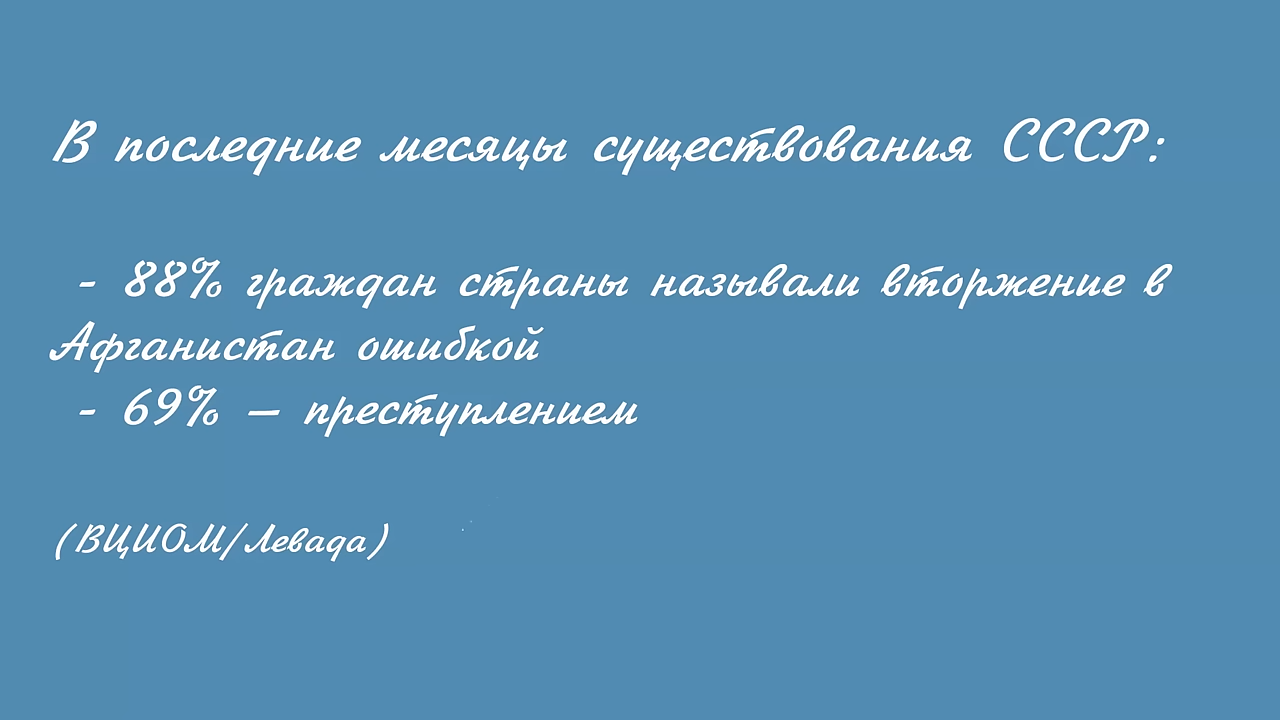 В последние месяцы существования СССР:
- 88% граждан страны называли вторжение в
Афганистан ошибкой
- 69% — преступлением
(ВЦИОМ/Левада)